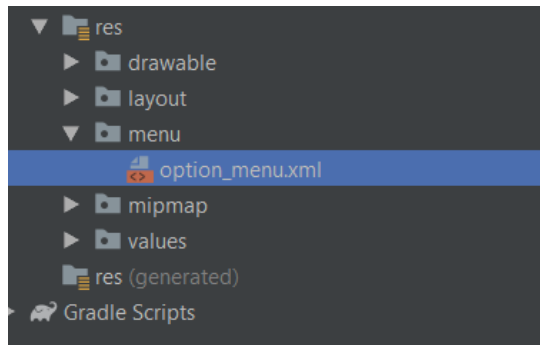 res
drawable
layout
menu
option_menu.xml
mipmap
values
res (generated)
Gradle Scripts